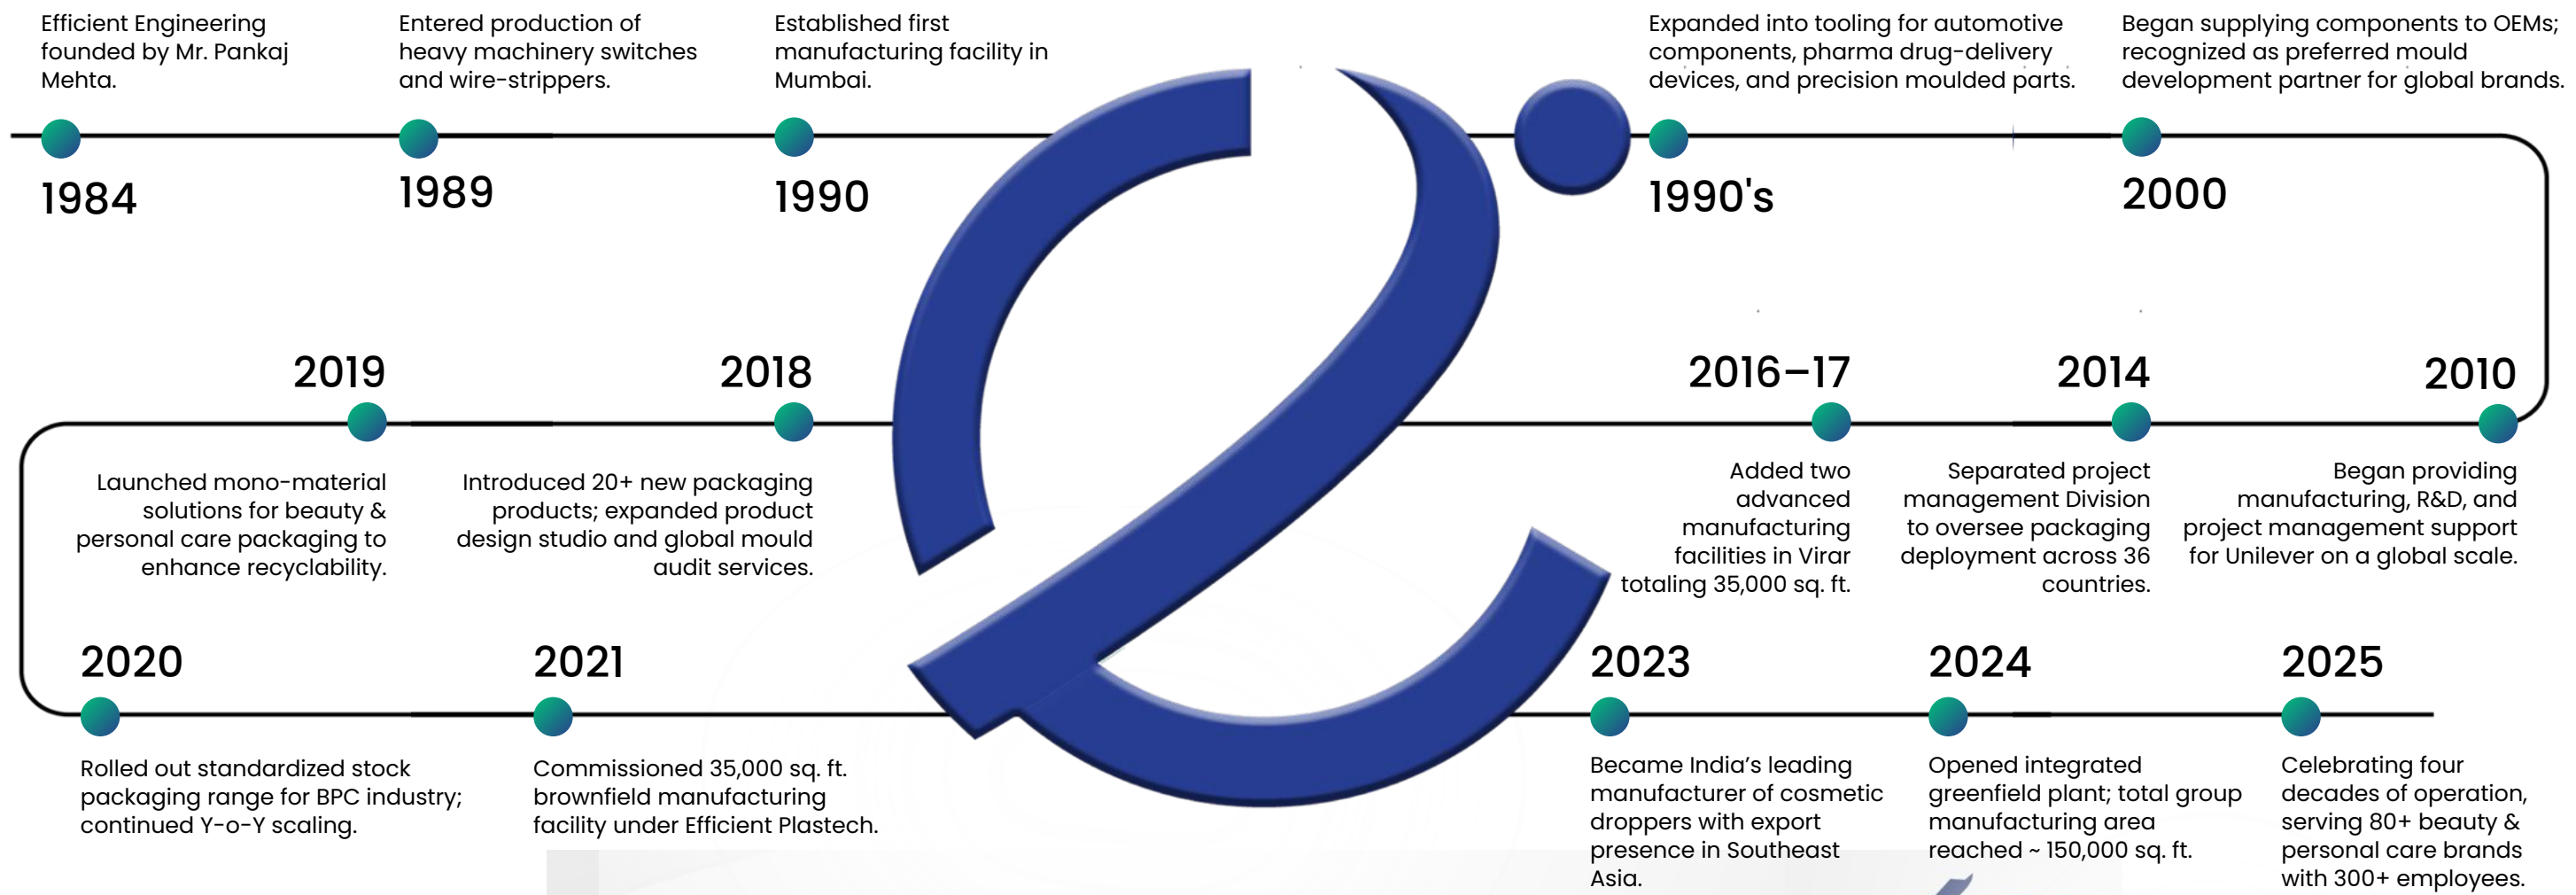 Efficient Engineering
founded by Mr. Pankaj
Mehta.
1984
Entered production of
heavy machinery switches
and wire-strippers.
1989
Established first
manufacturing facility in
Mumbai.
1990
Expanded into tooling for automotive
components, pharma drug-delivery
devices, and precision moulded parts.
1990's
Began supplying components to OEMs;
recognized as preferred mould
development partner for global brands.
2000
2010
Began providing
manufacturing, R&D, and
project management support
for Unilever on a global scale.
2014
Separated project
management Division
to oversee packaging
deployment across 36
countries.
2016–17
Added two
advanced
manufacturing
facilities in Virar
totaling 35,000 sq. ft.
2018
Introduced 20+ new packaging
products; expanded product
design studio and global mould
audit services.
2019
Launched mono-material
solutions for beauty &
personal care packaging to
enhance recyclability.
2020
Rolled out standardized stock
packaging range for BPC industry;
continued Y-o-Y scaling.
2021
Commissioned 35,000 sq. ft.
brownfield manufacturing
facility under Efficient Plastech.
2023
Became India’s leading
manufacturer of cosmetic
droppers with export
presence in Southeast
Asia.
2024
Opened integrated
greenfield plant; total group
manufacturing area
reached ~ 150,000 sq. ft.
2025
Celebrating four
decades of operation,
serving 80+ beauty &
personal care brands
with 300+ employees.